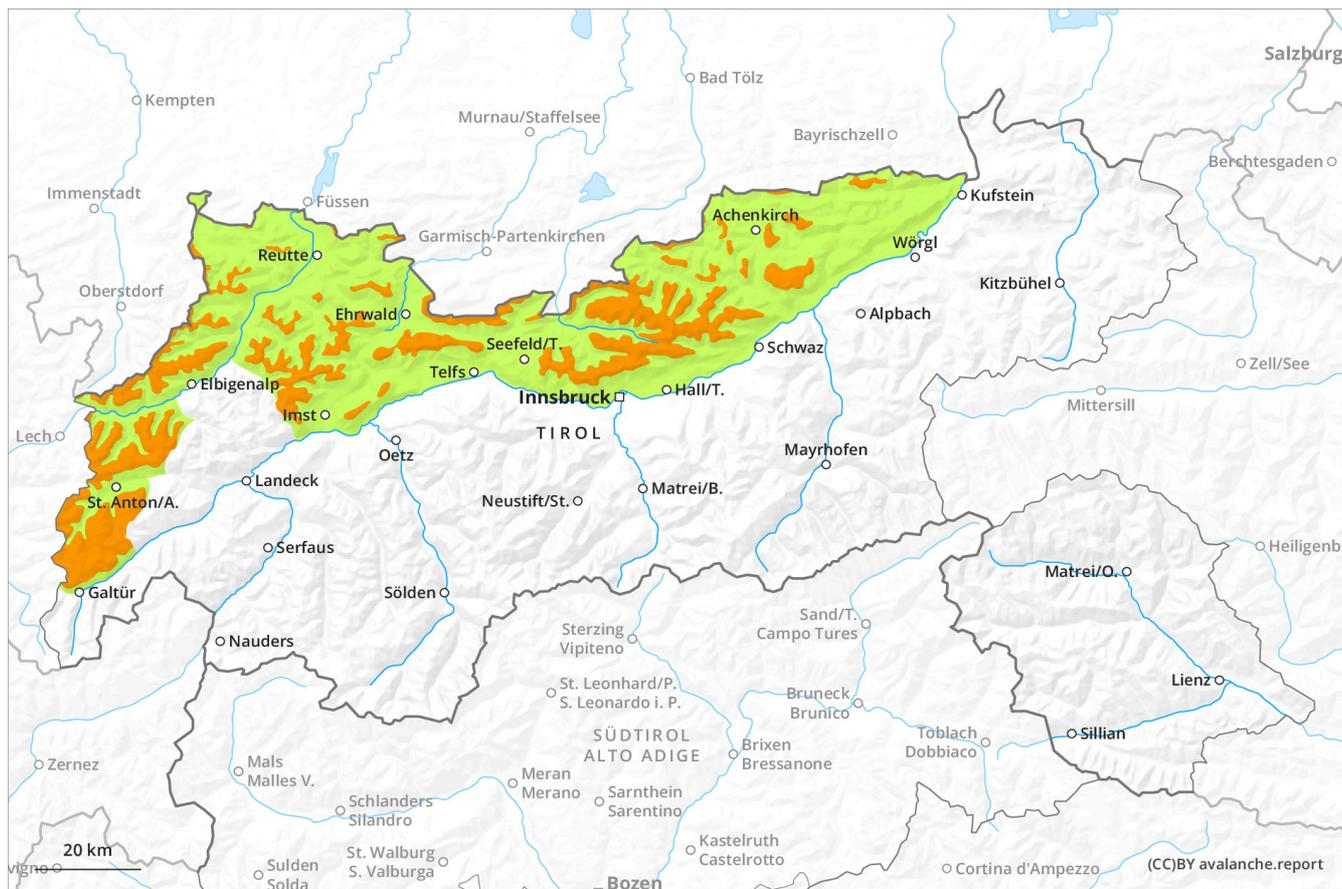 Salzburg
Bad Tölz
Kempten
Murnau/Staffelsee
Bayrischzell
Berchtesgaden
Immenstadt
Füssen
Kufstein
Achenkirch
Garmisch-Partenkirchen
Wörgl
Reutte
Kitzbühel
Oberstdorf
Ehrwald
Alpbach
Seefeld/T.
Schwaz
Zell/See
Telfs
Elbigenalp
Hall/T.
Innsbruck
Mittersill
Imst
Lech
TIROL
Oetz
Mayrhofen
Landeck
Matrei/B.
St. Anton/A.
Neustift/St.
Serfaus
Heiligenb
Matrei/O.
Galtür
Sölden
Sand/T.
Campo Tures
Sterzing
Vipiteno
Nauders
Lienz
St. Leonhard/P.
S. Leonardo i. P.
Bruneck
Brunico
SÜDTIROL
ALTO ADIGE
Toblach
Dobbiaco
Sillian
Brixen
Bressanone
Zernez
Mals
Malles V.
Meran
Merano
Sarnthein
Sarentino
Schlanders
Silandro
Kastelruth
Castelrotto
20 km
St. Walburg
S. Valburga
vigno
Sulden
Solda
Cortina d'Ampezzo
(CC)BY avalanche.report
Bozen